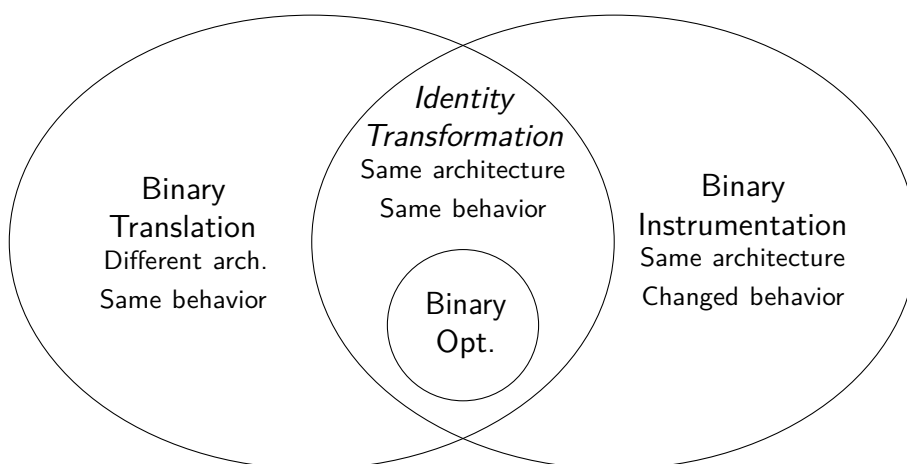 Identity
Transformation
Same architecture
Same behavior
Binary
Translation
Different arch.
Same behavior
Binary
Instrumentation
Same architecture
Changed behavior
Binary
Opt.